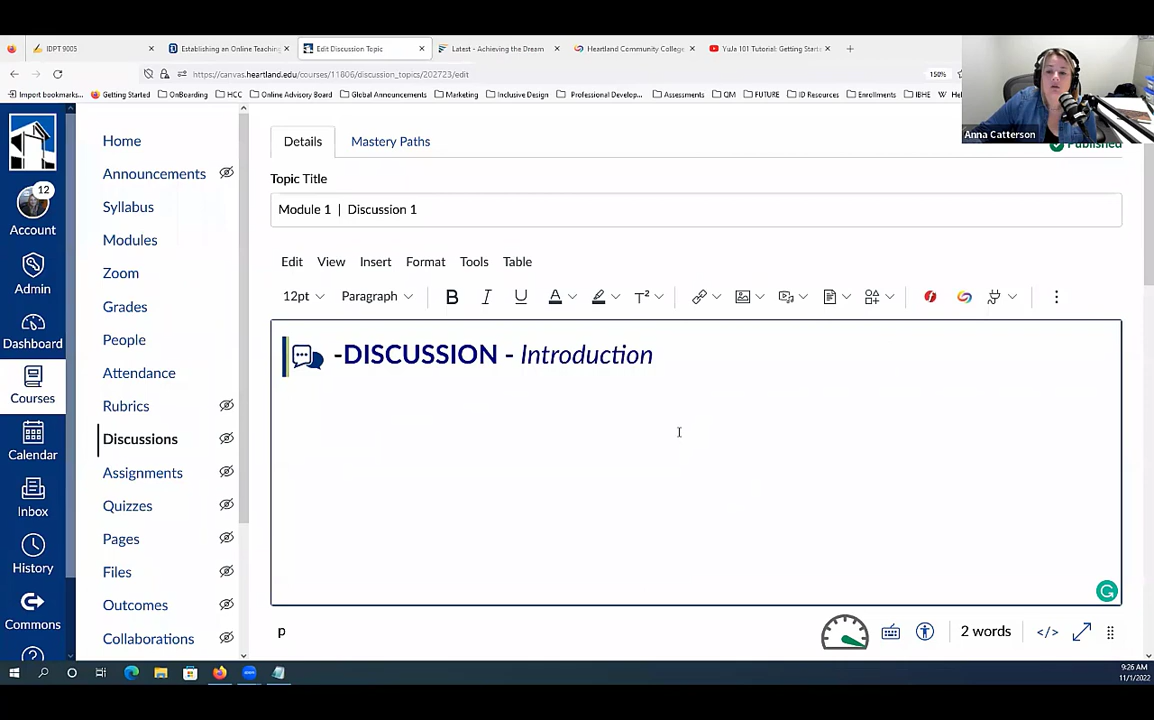 IDPT 9005
Establishing an Online Teaching
Edit Discussion Topic
Latest - Achieving the Dream
Heartland Community College
YuJa 101 Tutorial: Getting Starte
https://canvas.heartland.edu/courses/11806/discussion_topics/202723/edit
150%
Import bookmarks...
Getting Started
OnBoarding
HCC
Online Advisory Board
Global Announcements
Marketing
Inclusive Design
Professional Develop...
Assessments
QM
FUTURE
ID Resources
Enrollments
IBHE
Anna Catterson
12
Account
Admin
Dashboard
Courses
Calendar
Inbox
History
Commons
Home
Announcements
Syllabus
Modules
Zoom
Grades
People
Attendance
Rubrics
Discussions
Assignments
Quizzes
Pages
Files
Outcomes
Collaborations
Details
Mastery Paths
Published
Topic Title
Module 1 | Discussion 1
Edit View Insert Format Tools Table
12pt Paragraph B I U A T²
-DISCUSSION - Introduction
p
2 words
</>
9:26 AM
11/1/2022